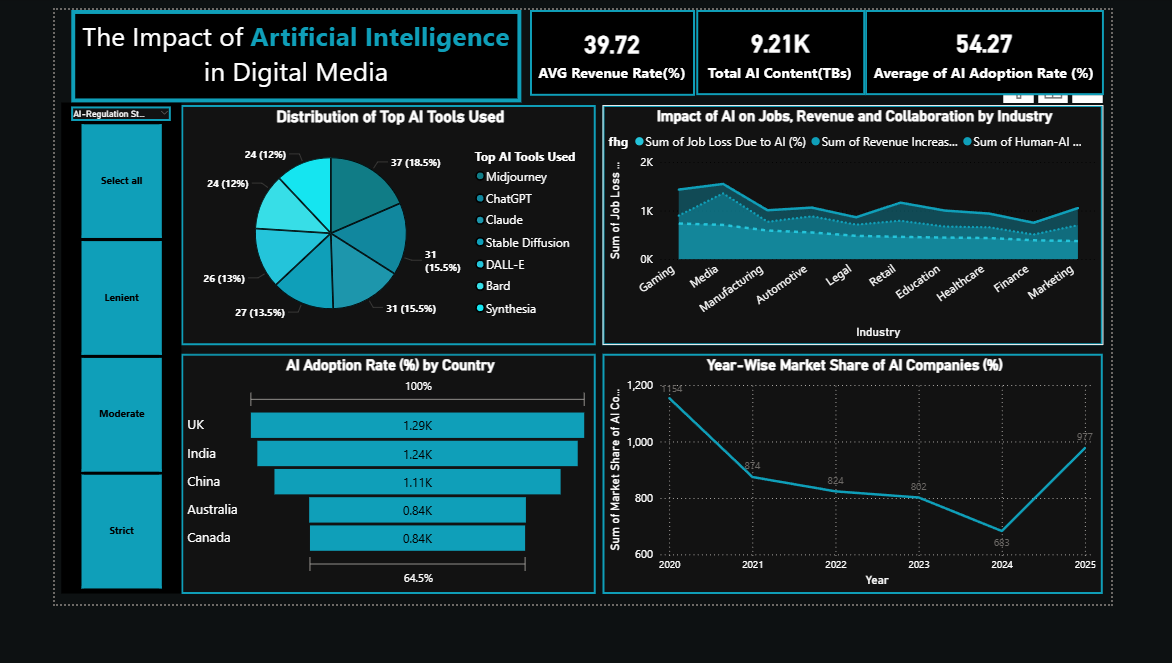 The Impact of Artificial Intelligence
in Digital Media
39.72
AVG Revenue Rate(%)
9.21K
Total AI Content(TBs)
54.27
Average of AI Adoption Rate (%)
AI-Regulation St...
Select all
Lenient
Moderate
Strict
Distribution of Top AI Tools Used
37 (18.5%)
31
(15.5%)
31 (15.5%)
27 (13.5%)
26 (13%)
24 (12%)
24 (12%)
Top AI Tools Used
Midjourney
ChatGPT
Claude
Stable Diffusion
DALL-E
Bard
Synthesia
Impact of AI on Jobs, Revenue and Collaboration by Industry
fhg Sum of Job Loss Due to AI (%) Sum of Revenue Increas... Sum of Human-AI ...
Sum of Job Loss ...
2K
1K
0K
Gaming
Media
Manufacturing
Automotive
Legal
Retail
Education
Healthcare
Finance
Marketing
Industry
AI Adoption Rate (%) by Country
100%
UK 1.29K
India 1.24K
China 1.11K
Australia 0.84K
Canada 0.84K
64.5%
Year-Wise Market Share of AI Companies (%)
Sum of Market Share of AI Co...
1,200
1,000
800
600
1154
874
824
802
683
977
2020 2021 2022 2023 2024 2025
Year